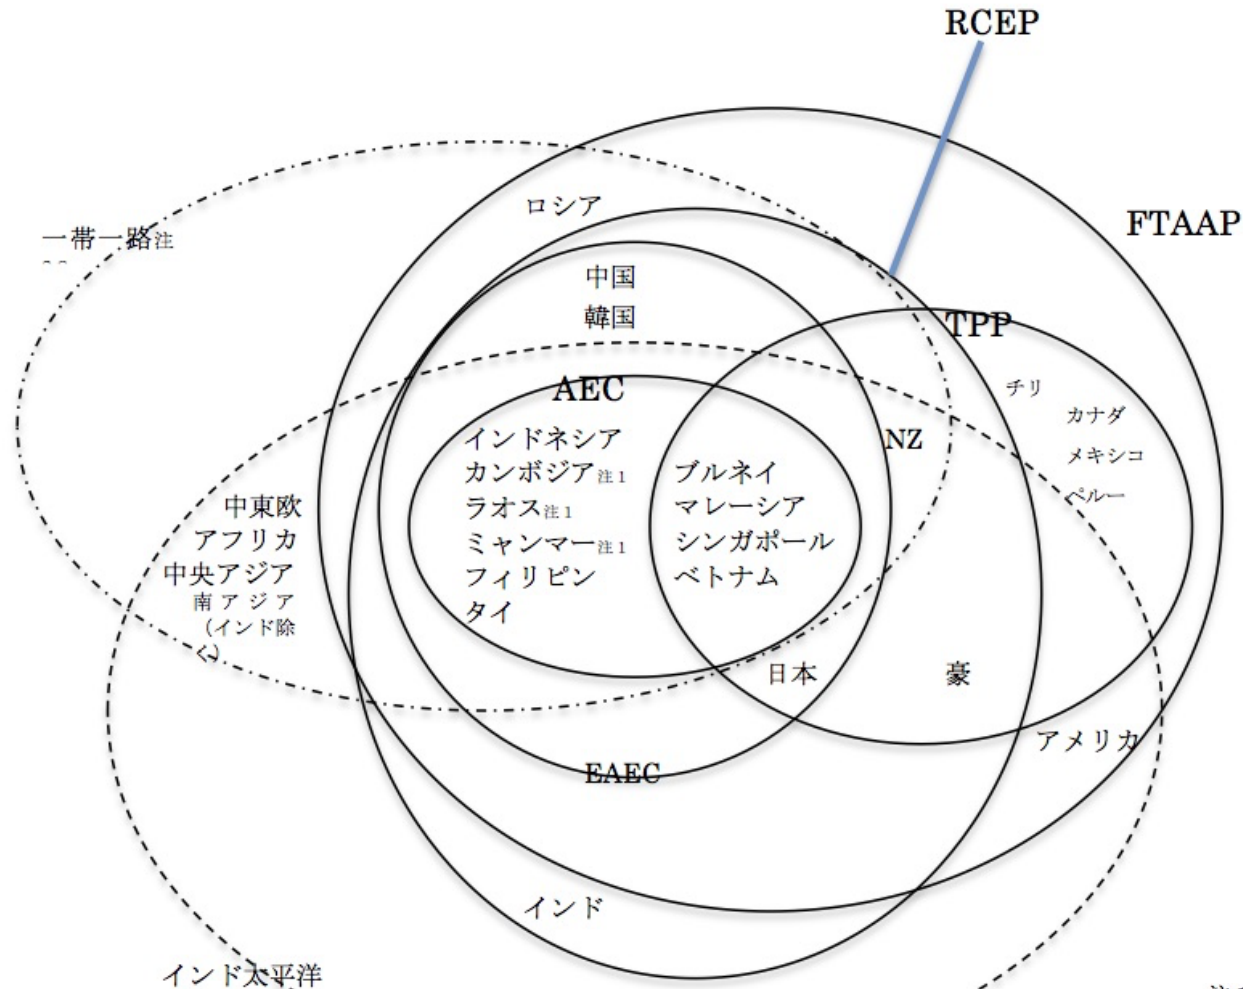 RCEP
FTAAP
ロシア
一帯一路注
中国
韓国
TPP
チリ
カナダ
メキシコ
ペルー
AEC
インドネシア
カンボジア注1
ラオス注1
ミャンマー注1
フィリピン
タイ
ブルネイ
マレーシア
シンガポール
ベトナム
NZ
中東欧
アフリカ
中央アジア
南アジア
（インド除
く）
日本
豪
アメリカ
EAEC
インド
インド太平洋